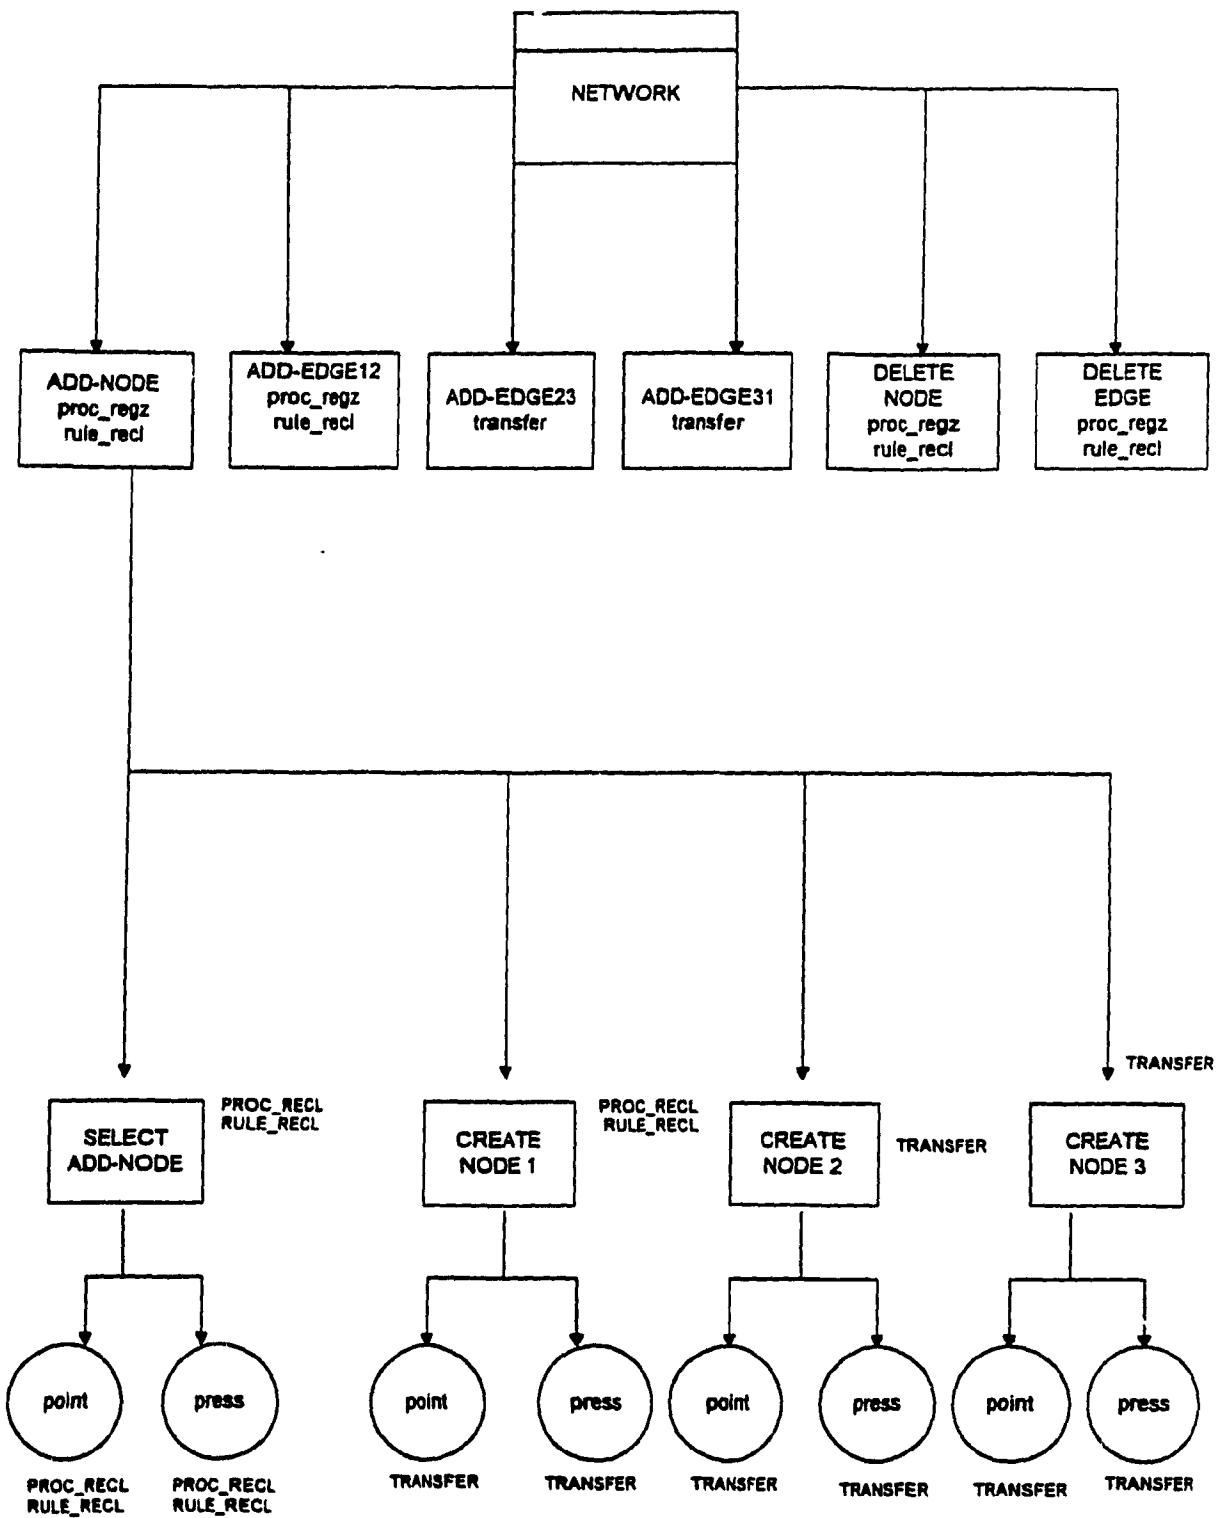 NETWORK
ADD-NODE
proc_regz
rule_recl
ADD-EDGE12
proc_regz
rule_recl
ADD-EDGE23
transfer
ADD-EDGE31
transfer
DELETE
NODE
proc_regz
rule_recl
DELETE
EDGE
proc_regz
rule_recl
SELECT
ADD-NODE
PROC_RECL
RULE_RECL
CREATE
NODE 1
PROC_RECL
RULE_RECL
CREATE
NODE 2
TRANSFER
CREATE
NODE 3
TRANSFER
point
press
point
press
point
press
point
press
PROC_RECL
RULE_RECL
PROC_RECL
RULE_RECL
TRANSFER
TRANSFER
TRANSFER
TRANSFER
TRANSFER
TRANSFER